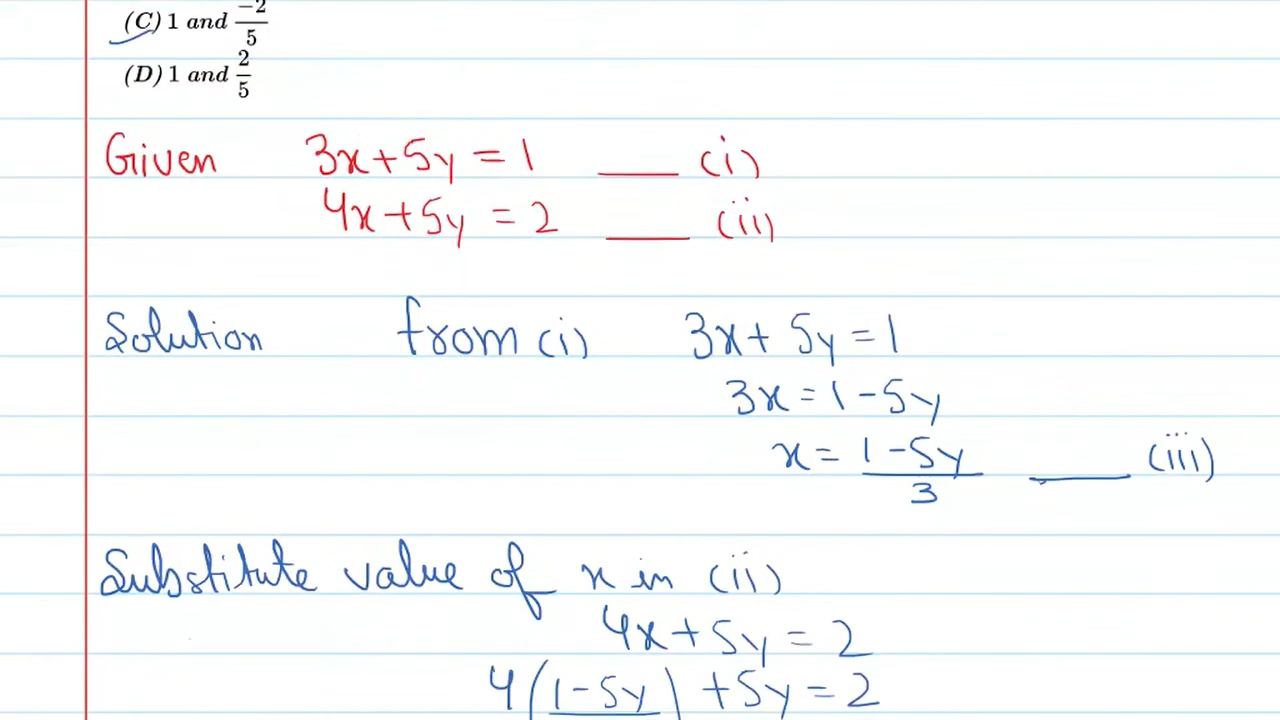 (C) 1 and -2/5
(D) 1 and 2/5
Given 3x+5y=1 ___ (i)
4x+5y=2 ___ (ii)
Solution from (i) 3x+5y=1
3x=1-5y
x=(1-5y)/3 ___ (iii)
Substitute value of x in (ii)
4x+5y=2
4(1-5y)+5y=2